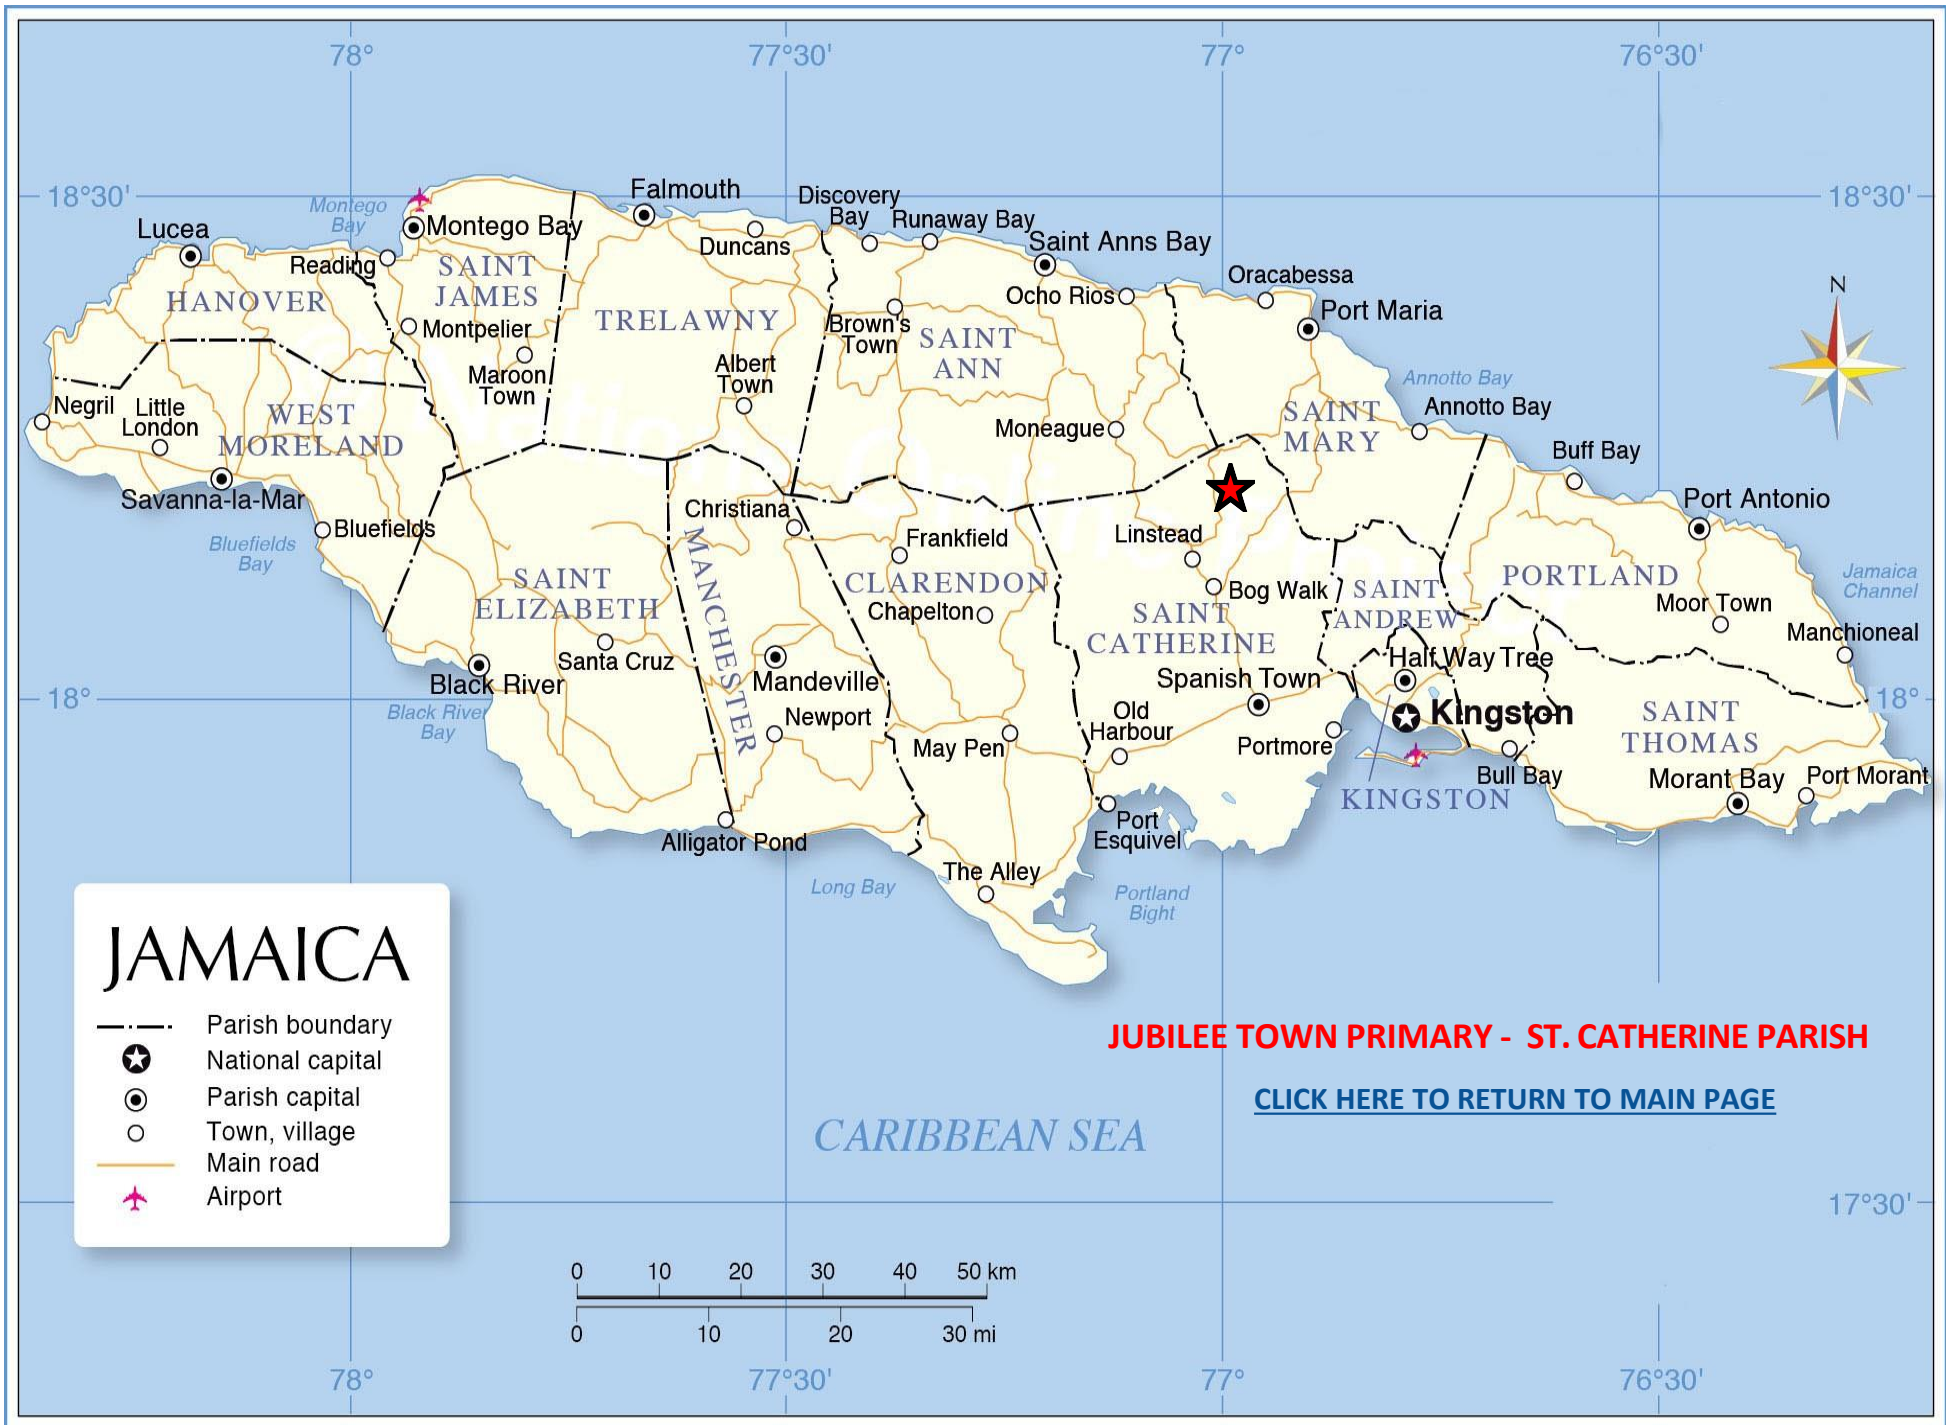 78°
77°30'
77°
76°30'
18°30'
18°30'
Montego
Bay
Lucea
Montego Bay
Reading
Falmouth
Duncans
Discovery
Bay
Runaway Bay
Saint Anns Bay
Ocho Rios
Oracabessa
Port Maria
N
HANOVER
SAINT
JAMES
Montpelier
Maroon
Town
TRELAWNY
Albert
Town
Brown's
Town
SAINT
ANN
Moneague
SAINT
MARY
Annotto Bay
Annotto Bay
Buff Bay
Port Antonio
Negril
Little
London
WEST
MORELAND
Savanna-la-Mar
Bluefields
Bluefields
Bay
Christiana
Frankfield
Linstead
Bog Walk
SAINT
ELIZABETH
MANCHESTER
CLARENDON
Chapelton
SAINT
CATHERINE
SAINT
ANDREW
PORTLAND
Moor Town
Jamaica
Channel
Manchioneal
Santa Cruz
Black River
Black River
Bay
Mandeville
Newport
May Pen
Spanish Town
Old
Harbour
Portmore
Half Way Tree
Kingston
KINGSTON
Bull Bay
SAINT
THOMAS
Morant Bay
Port Morant
18°
18°
Alligator Pond
Port
Esquivel
The Alley
Long Bay
Portland
Bight
JAMAICA
Parish boundary
National capital
Parish capital
Town, village
Main road
Airport
JUBILEE TOWN PRIMARY - ST. CATHERINE PARISH
CLICK HERE TO RETURN TO MAIN PAGE
CARIBBEAN SEA
17°30'
0 10 20 30 40 50 km
0 10 20 30 mi
78°
77°30'
77°
76°30'